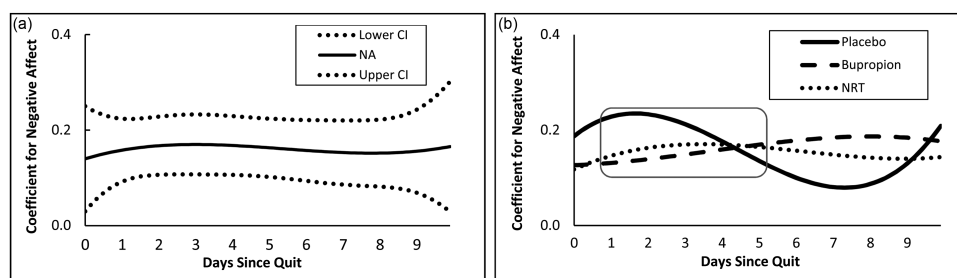 (a)
0.4
0.2
0.0
Coefficient for Negative Affect
Lower CI
NA
Upper CI
0 1 2 3 4 5 6 7 8 9
Days Since Quit
(b)
0.4
0.2
0.0
Coefficient for Negative Affect
Placebo
Bupropion
NRT
0 1 2 3 4 5 6 7 8 9
Days Since Quit